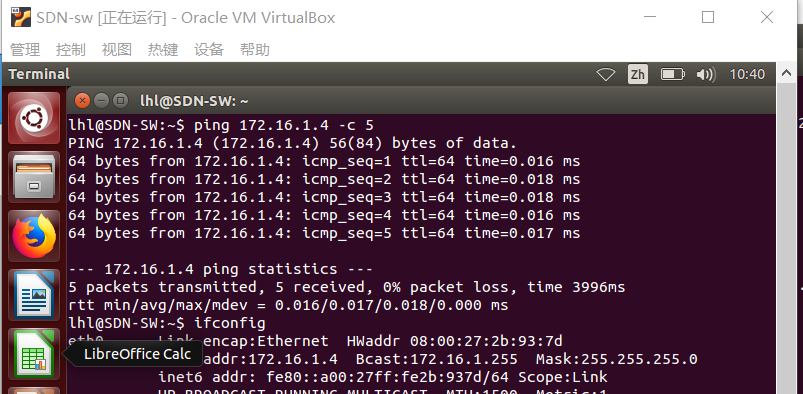 SDN-sw [正在运行] - Oracle VM VirtualBox
管理 控制 视图 热键 设备 帮助
Terminal Zh 10:40
lhl@SDN-SW: ~
lhl@SDN-SW:~$ ping 172.16.1.4 -c 5
PING 172.16.1.4 (172.16.1.4) 56(84) bytes of data.
64 bytes from 172.16.1.4: icmp_seq=1 ttl=64 time=0.016 ms
64 bytes from 172.16.1.4: icmp_seq=2 ttl=64 time=0.018 ms
64 bytes from 172.16.1.4: icmp_seq=3 ttl=64 time=0.018 ms
64 bytes from 172.16.1.4: icmp_seq=4 ttl=64 time=0.016 ms
64 bytes from 172.16.1.4: icmp_seq=5 ttl=64 time=0.017 ms
--- 172.16.1.4 ping statistics ---
5 packets transmitted, 5 received, 0% packet loss, time 3996ms
rtt min/avg/max/mdev = 0.016/0.017/0.018/0.000 ms
lhl@SDN-SW:~$ ifconfig
eth0 Link encap:Ethernet HWaddr 08:00:27:2b:93:7d
LibreOffice Calc
addr:172.16.1.4 Bcast:172.16.1.255 Mask:255.255.255.0
inet6 addr: fe80::a00:27ff:fe2b:937d/64 Scope:Link
UP BROADCAST RUNNING MULTICAST MTU:1500 Metric:1